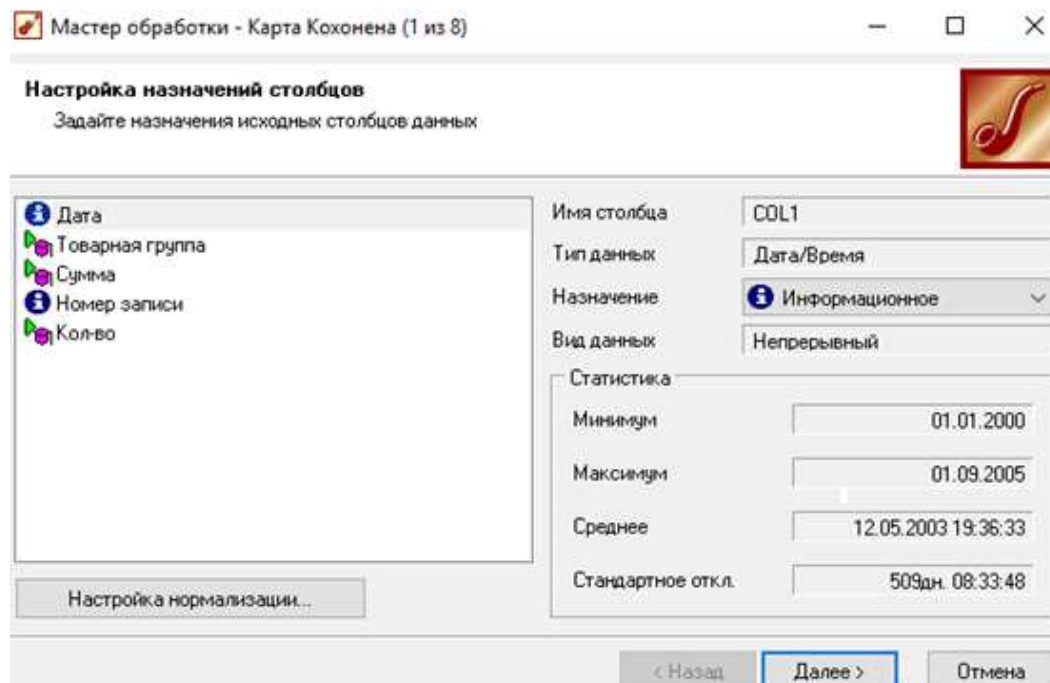 Мастер обработки - Карта Кохонена (1 из 8)
Настройка назначений столбцов
Задайте назначения исходных столбцов данных
Дата
Товарная группа
Сумма
Номер записи
Кол-во
Настройка нормализации...
Имя столбца COL1
Тип данных Дата/Время
Назначение Информационное
Вид данных Непрерывный
Статистика
Минимум 01.01.2000
Максимум 01.09.2005
Среднее 12.05.2003 19:36:33
Стандартное откл. 509дн. 08:33:48
< Назад Далее > Отмена